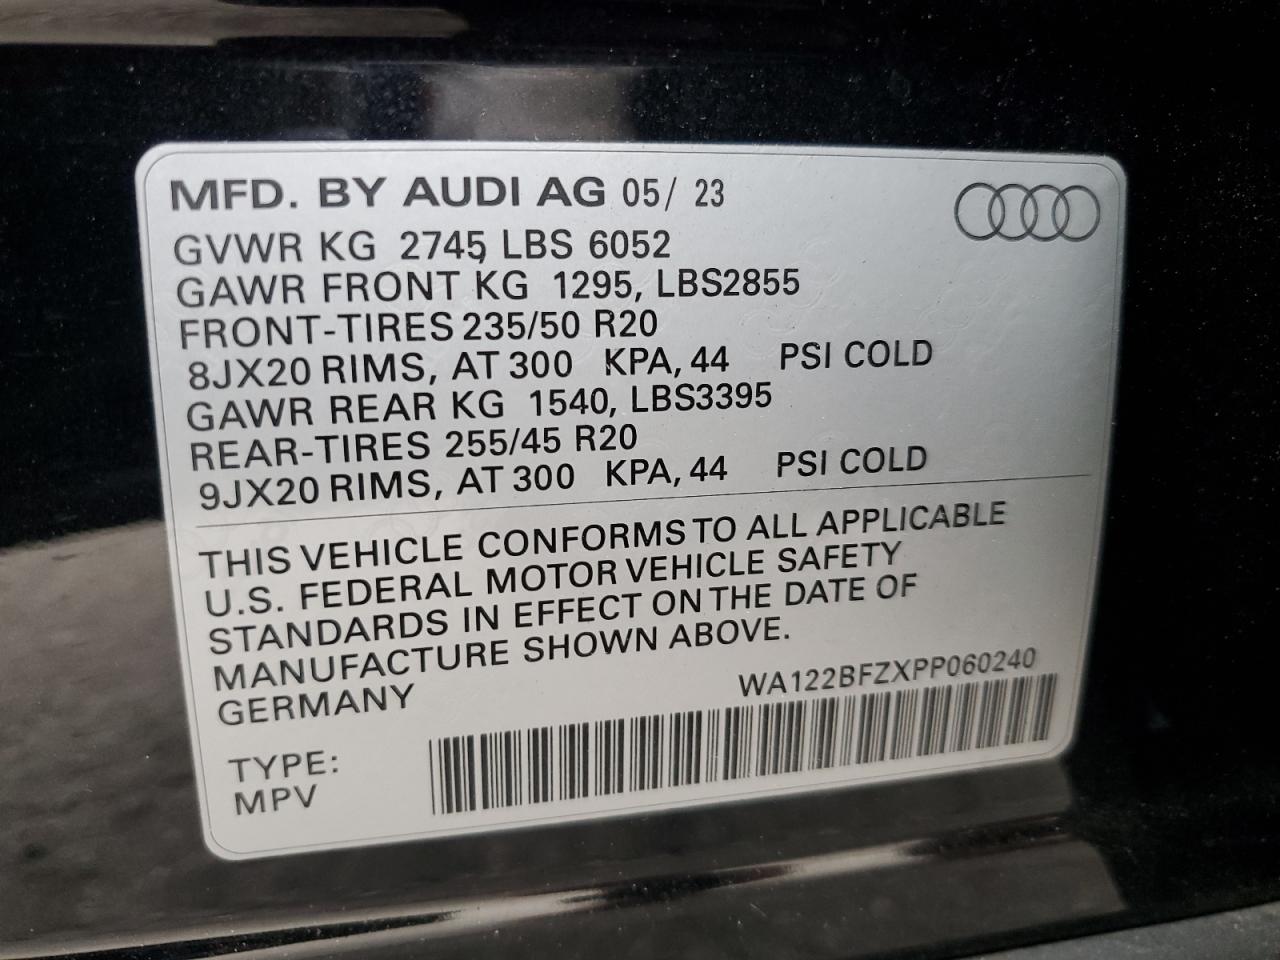 MFD. BY AUDI AG 05/ 23
GVWR KG 2745, LBS 6052
GAWR FRONT KG 1295, LBS2855
FRONT-TIRES 235/50 R20
8JX20 RIMS, AT 300 KPA, 44 PSI COLD
GAWR REAR KG 1540, LBS3395
REAR-TIRES 255/45 R20
9JX20 RIMS, AT 300 KPA, 44 PSI COLD
THIS VEHICLE CONFORMS TO ALL APPLICABLE
U.S. FEDERAL MOTOR VEHICLE SAFETY
STANDARDS IN EFFECT ON THE DATE OF
MANUFACTURE SHOWN ABOVE.
GERMANY
WA122BFZXPP060240
TYPE:
MPV